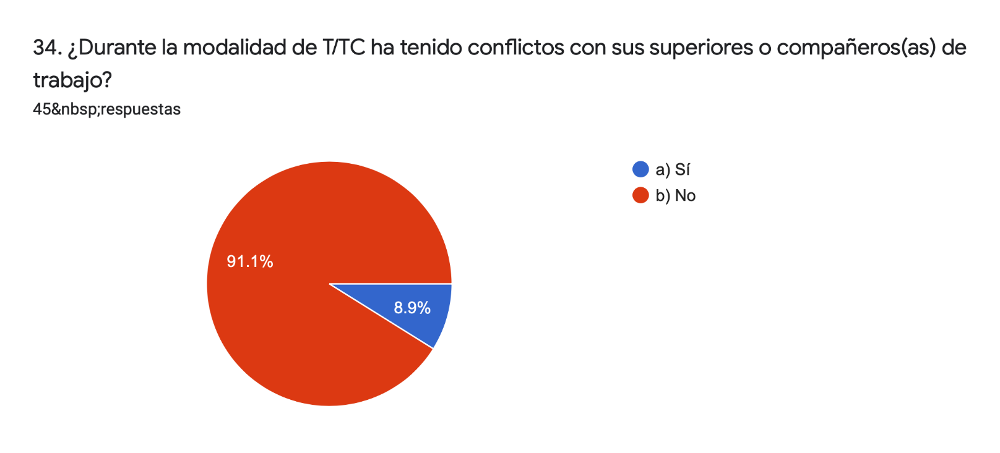 34. ¿Durante la modalidad de T/TC ha tenido conflictos con sus superiores o compañeros(as) de
trabajo?
45&nbsp;respuestas
a) Sí
b) No
91.1%
8.9%